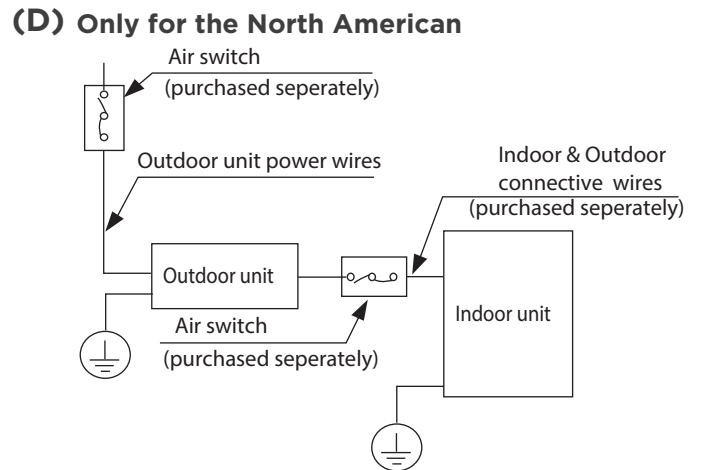 (D) Only for the North American
Air switch
(purchased seperately)
Outdoor unit power wires
Indoor & Outdoor
connective wires
(purchased seperately)
Outdoor unit
Indoor unit
Air switch
(purchased seperately)